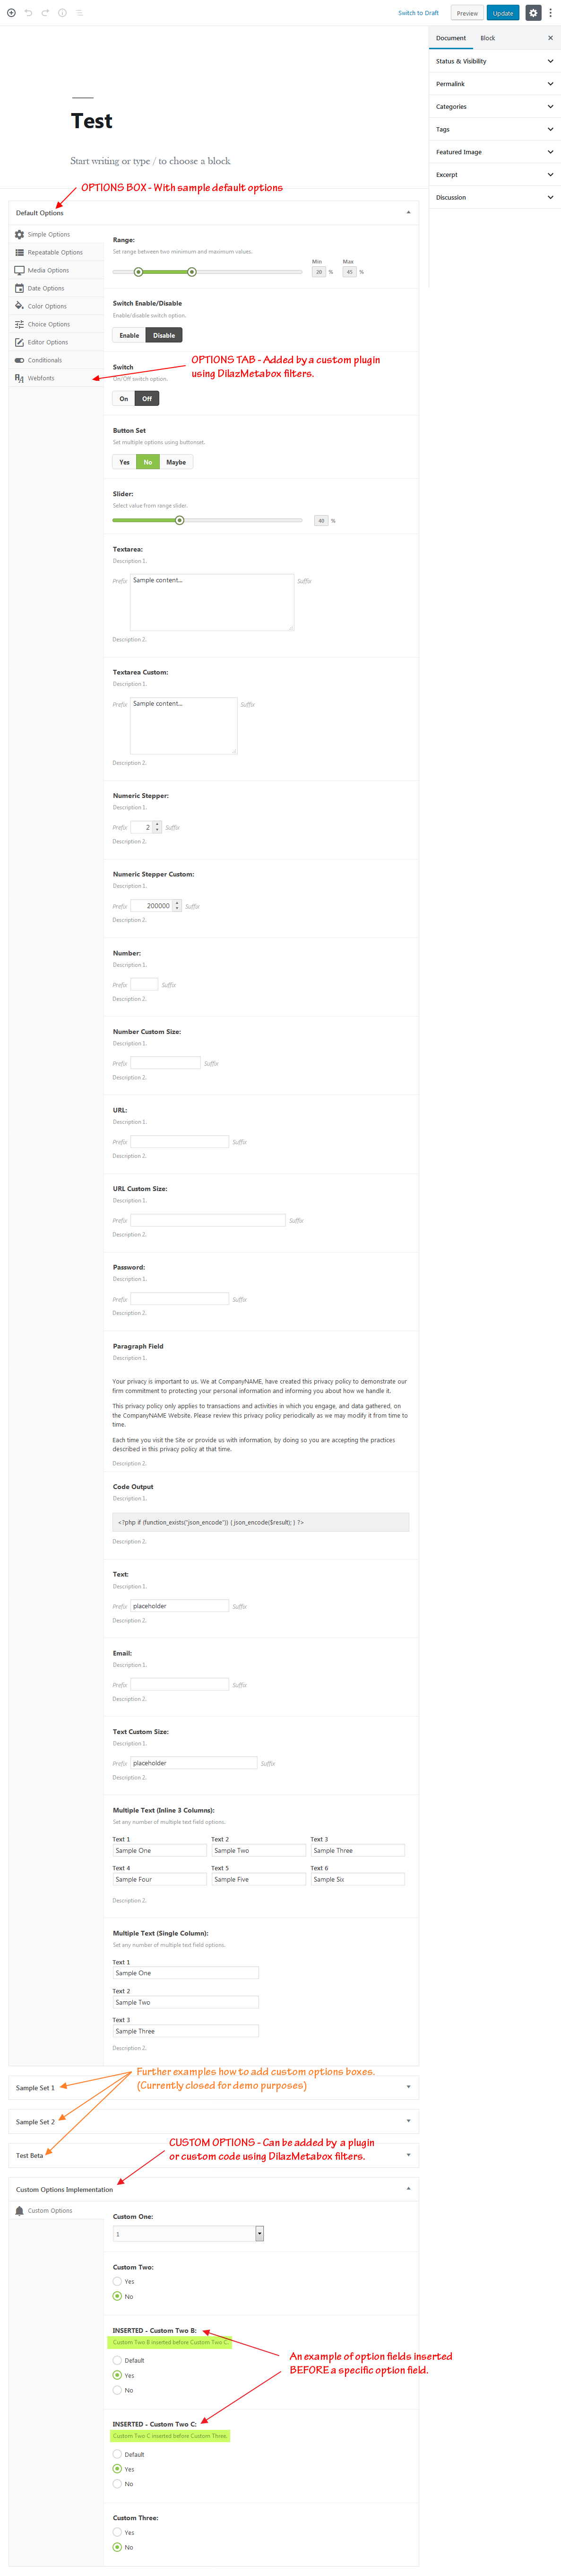 Switch to Draft
Preview
Update
Document
Block
Status & Visibility
Permalink
Categories
Tags
Featured Image
Excerpt
Discussion
Test
Start writing or type / to choose a block
OPTIONS BOX - With sample default options
Default Options
Simple Options
Repeatable Options
Media Options
Date Options
Color Options
Choice Options
Editor Options
Conditionals
Webfonts
Range:
Set range between two minimum and maximum values.
Min
Max
20 %
45 %
Switch Enable/Disable
Enable/disable switch option.
Enable
Disable
OPTIONS TAB - Added by a custom plugin
using DilazMetabox filters.
Switch
On/Off switch option.
On
Off
Button Set
Set multiple options using buttonset.
Yes
No
Maybe
Slider:
Select value from range slider.
40 %
Textarea:
Description 1.
Prefix
Sample content...
Suffix
Description 2.
Textarea Custom:
Description 1.
Prefix
Sample content...
Suffix
Description 2.
Numeric Stepper:
Description 1.
Prefix
2
Suffix
Description 2.
Numeric Stepper Custom:
Description 1.
Prefix
200000
Suffix
Description 2.
Number:
Description 1.
Prefix
Suffix
Description 2.
Number Custom Size:
Description 1.
Prefix
Suffix
Description 2.
URL:
Description 1.
Prefix
Suffix
Description 2.
URL Custom Size:
Description 1.
Prefix
Suffix
Description 2.
Password:
Description 1.
Prefix
Suffix
Description 2.
Paragraph Field
Description 1.
Your privacy is important to us. We at CompanyNAME, have created this privacy policy to demonstrate our
firm commitment to protecting your personal information and informing you about how we handle it.
This privacy policy only applies to transactions and activities in which you engage, and data gathered, on
the CompanyNAME Website. Please review this privacy policy periodically as we may modify it from time to
time.
Each time you visit the Site or provide us with information, by doing so you are accepting the practices
described in this privacy policy at that time.
Description 2.
Code Output
Description 1.
<?php if (function_exists("json_encode")) { json_encode($result); } ?>
Description 2.
Text:
Description 1.
Prefix
placeholder
Suffix
Description 2.
Email:
Description 1.
Prefix
Suffix
Description 2.
Text Custom Size:
Description 1.
Prefix
placeholder
Suffix
Description 2.
Multiple Text (Inline 3 Columns):
Set any number of multiple text field options.
Text 1
Text 2
Text 3
Sample One
Sample Two
Sample Three
Text 4
Text 5
Text 6
Sample Four
Sample Five
Sample Six
Description 2.
Multiple Text (Single Column):
Set any number of multiple text field options.
Text 1
Sample One
Text 2
Sample Two
Text 3
Sample Three
Description 2.
Further examples how to add custom options boxes.
(Currently closed for demo purposes)
Sample Set 1
Sample Set 2
Test Beta
CUSTOM OPTIONS - Can be added by a plugin
or custom code using DilazMetabox filters.
Custom Options Implementation
Custom Options
Custom One:
1
Custom Two:
Yes
No
INSERTED - Custom Two B:
Custom Two B inserted before Custom Two C.
Default
Yes
No
An example of option fields inserted
BEFORE a specific option field.
INSERTED - Custom Two C:
Custom Two C inserted before Custom Three.
Default
Yes
No
Custom Three:
Yes
No